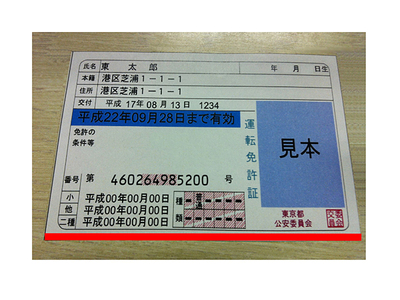 氏名 東 太郎 年 月 日生
本籍 港区芝浦1-1-1
住所 港区芝浦1-1-1
交付 平成 17年 08月 13日 1234
平成22年09月28日まで有効
免許の
条件等
見本
運転免許証
番号 第 460264985200 号
小 平成00年00月00日
他 平成00年00月00日
二種 平成00年00月00日
種類 普通
東京都
公安委員会